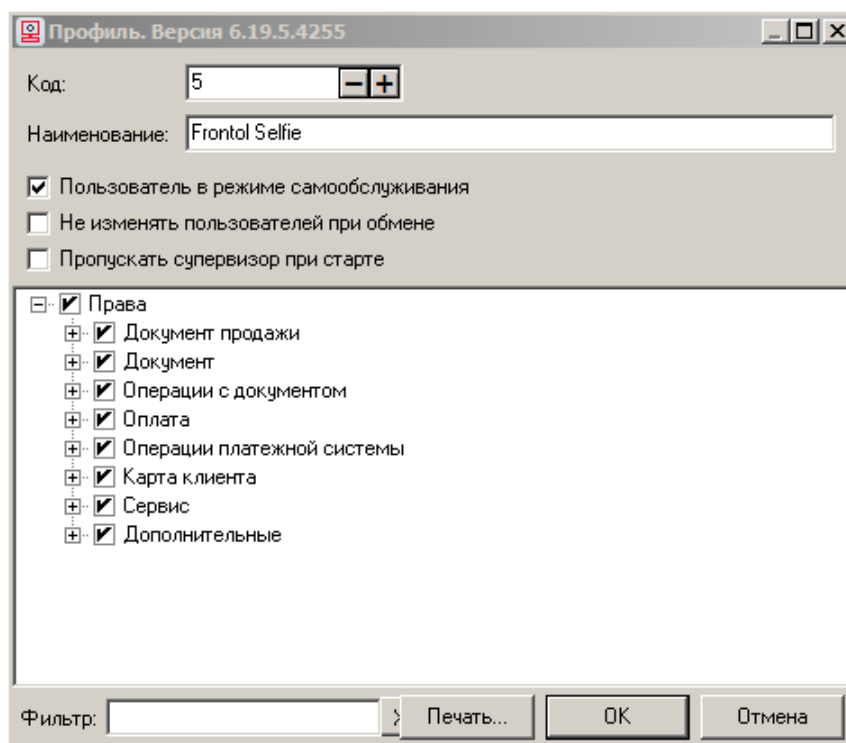 Профиль. Версия 6.19.5.4255
Код: 5
Наименование: Frontol Selfie
Пользователь в режиме самообслуживания
Не изменять пользователей при обмене
Пропускать супервизор при старте
Права
Документ продажи
Документ
Операции с документом
Оплата
Операции платежной системы
Карта клиента
Сервис
Дополнительные
Фильтр: Печать... OK Отмена